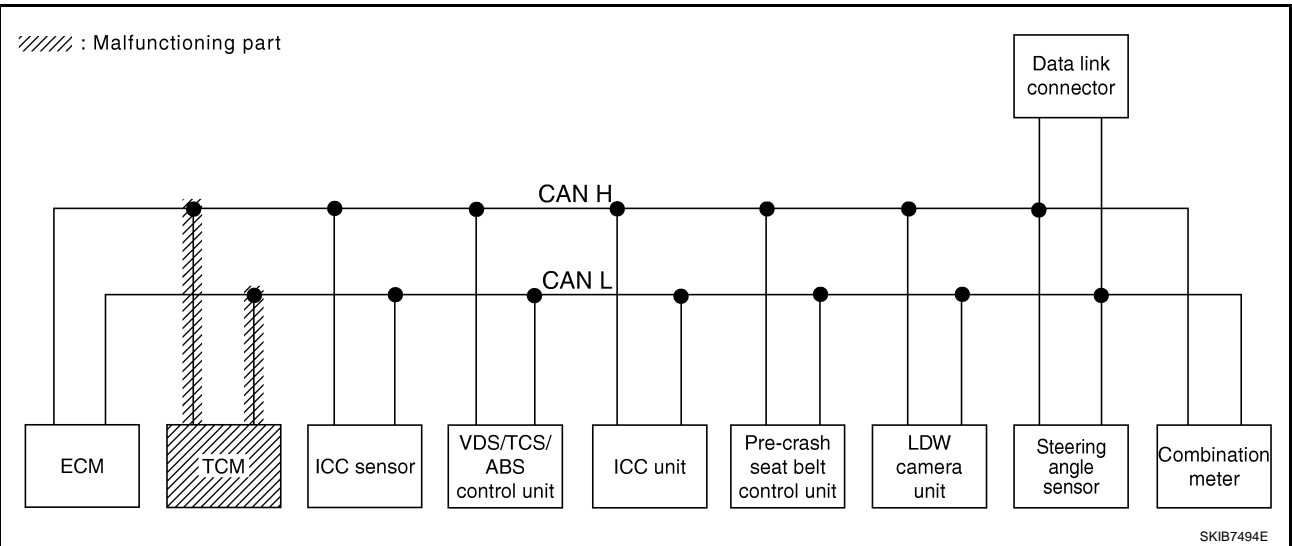 : Malfunctioning part
Data link
connector
CAN H
CAN L
ECM
TCM
ICC sensor
VDS/TCS/
ABS
control unit
ICC unit
Pre-crash
seat belt
control unit
LDW
camera
unit
Steering
angle
sensor
Combination
meter
SKIB7494E